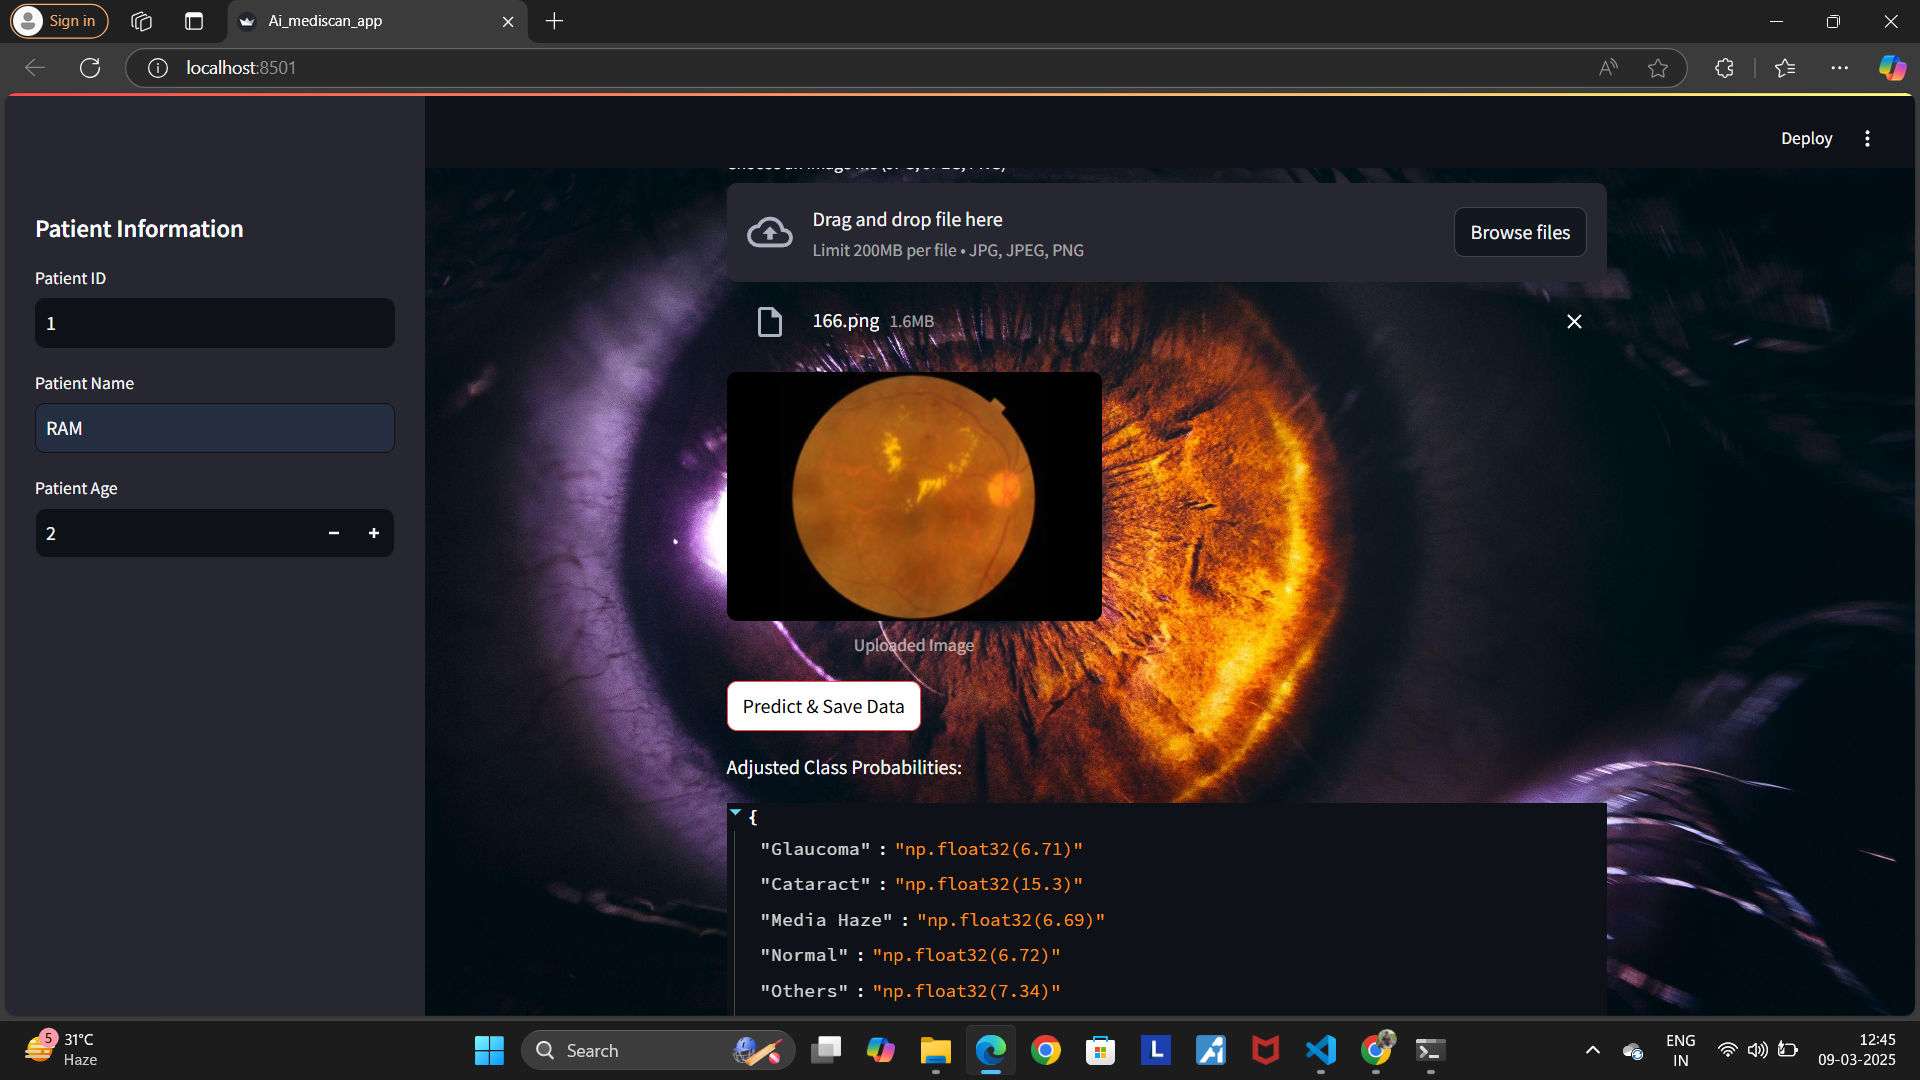 Sign in
Ai_mediscan_app
localhost:8501
Deploy
Patient Information
Patient ID
1
Patient Name
RAM
Patient Age
2
Drag and drop file here
Limit 200MB per file • JPG, JPEG, PNG
Browse files
166.png 1.6MB
Uploaded Image
Predict & Save Data
Adjusted Class Probabilities:
{
"Glaucoma" : "np.float32(6.71)"
"Cataract" : "np.float32(15.3)"
"Media Haze" : "np.float32(6.69)"
"Normal" : "np.float32(6.72)"
"Others" : "np.float32(7.34)"
5
31°C
Haze
Search
L
ENG
IN
12:45
09-03-2025